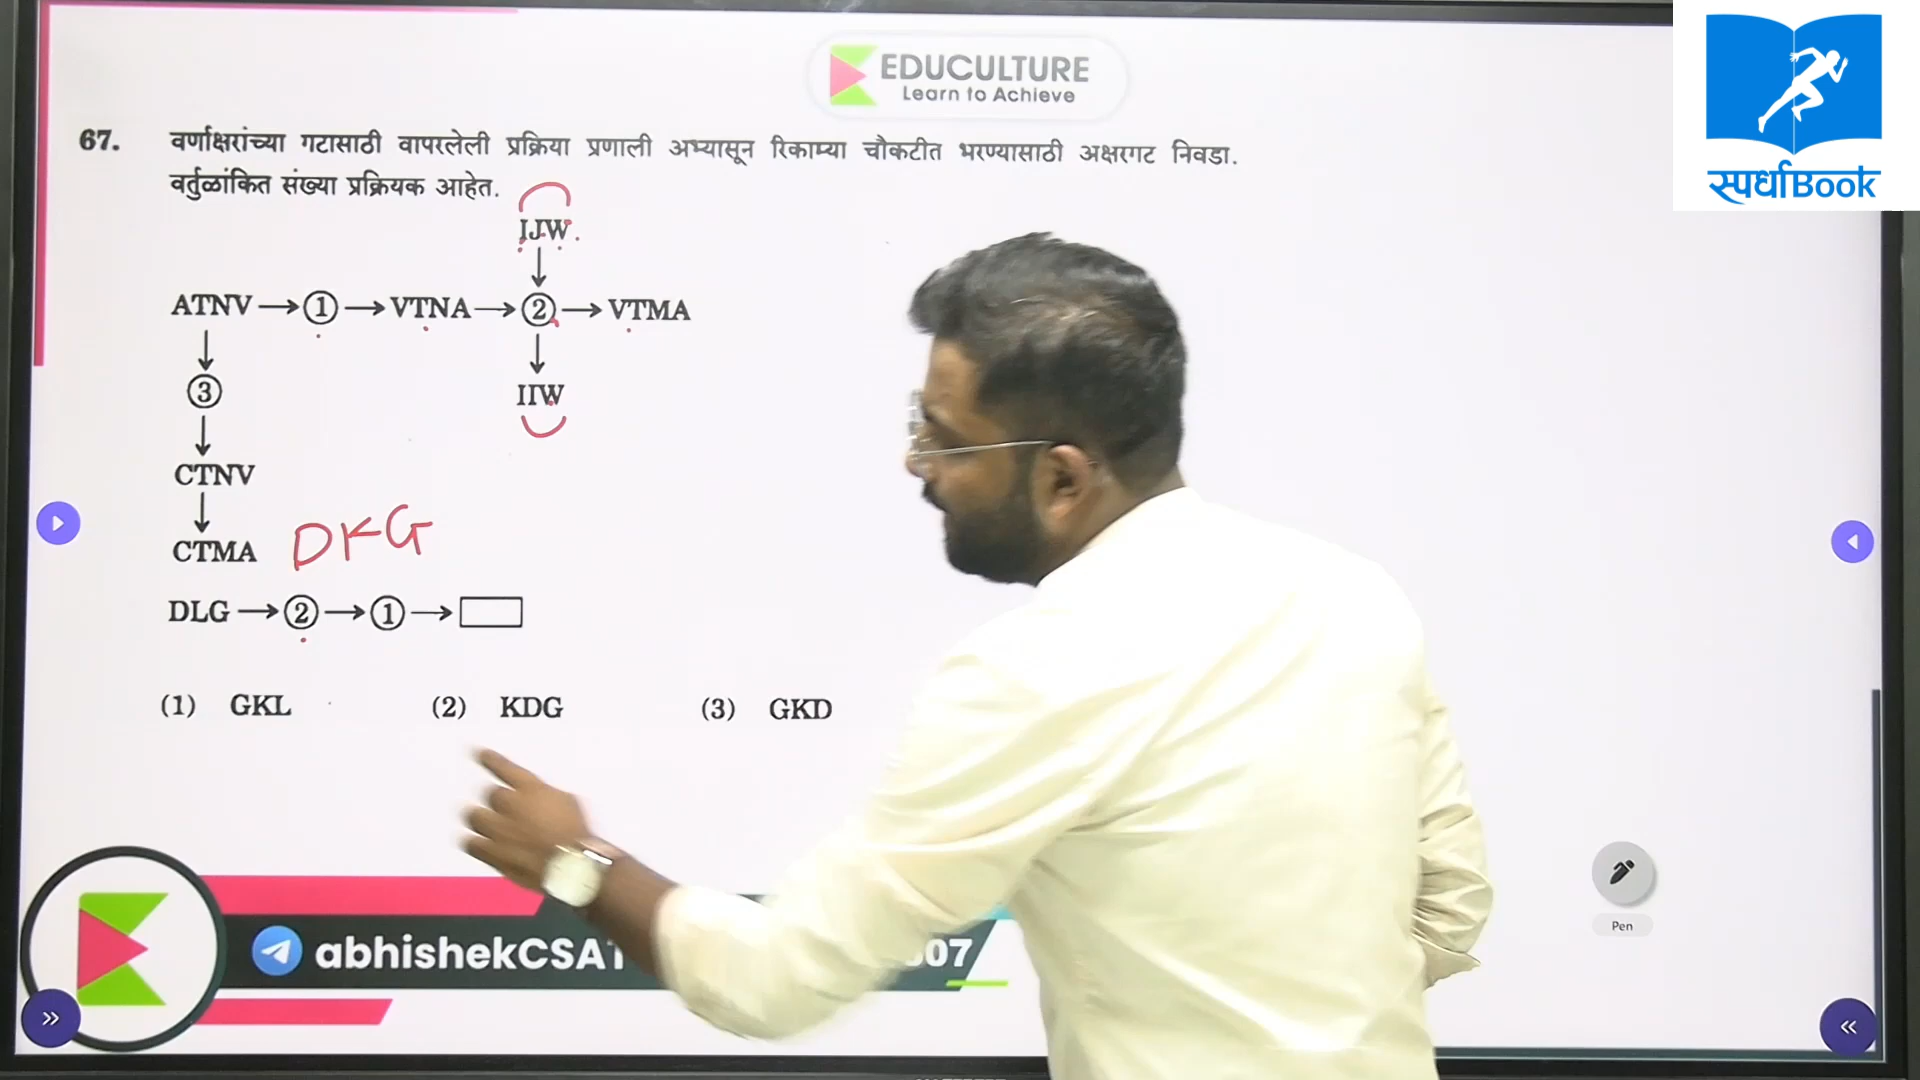 EDUCULTURE
Learn to Achieve
स्पर्धाBook
67. वर्णाक्षरांच्या गटासाठी वापरलेली प्रक्रिया प्रणाली अभ्यासून रिकाम्या चौकटीत भरण्यासाठी अक्षरगट निवडा.
वर्तुळांकित संख्या प्रक्रियक आहेत.
IJW
ATNV → ① → VTNA → ② → VTMA
③
IIW
CTNV
CTMA DKG
DLG → ② → ① →
(1) GKL (2) KDG (3) GKD
Pen
abhishekCSAT 07